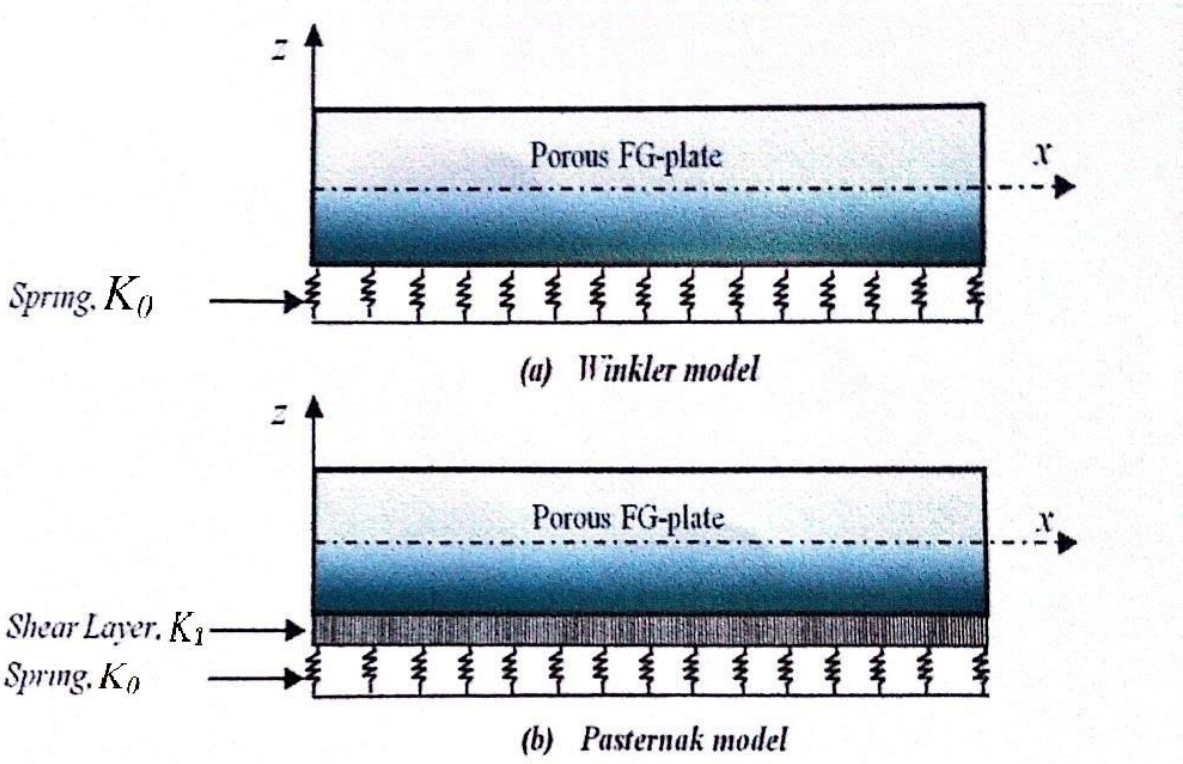 z
Porous FG-plate
x
Spring, K₀
(a) Winkler model
z
Porous FG-plate
x
Shear Layer, K₁
Spring, K₀
(b) Pasternak model